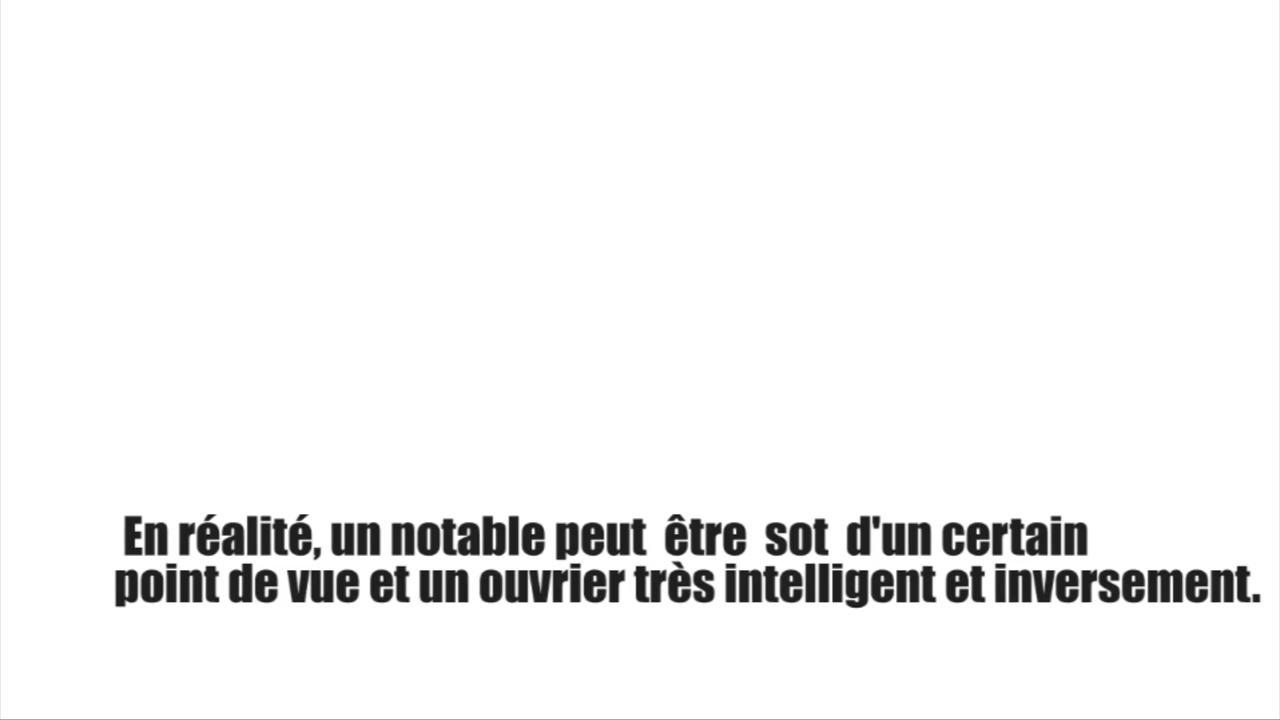 En réalité, un notable peut être sot d'un certain
point de vue et un ouvrier très intelligent et inversement.